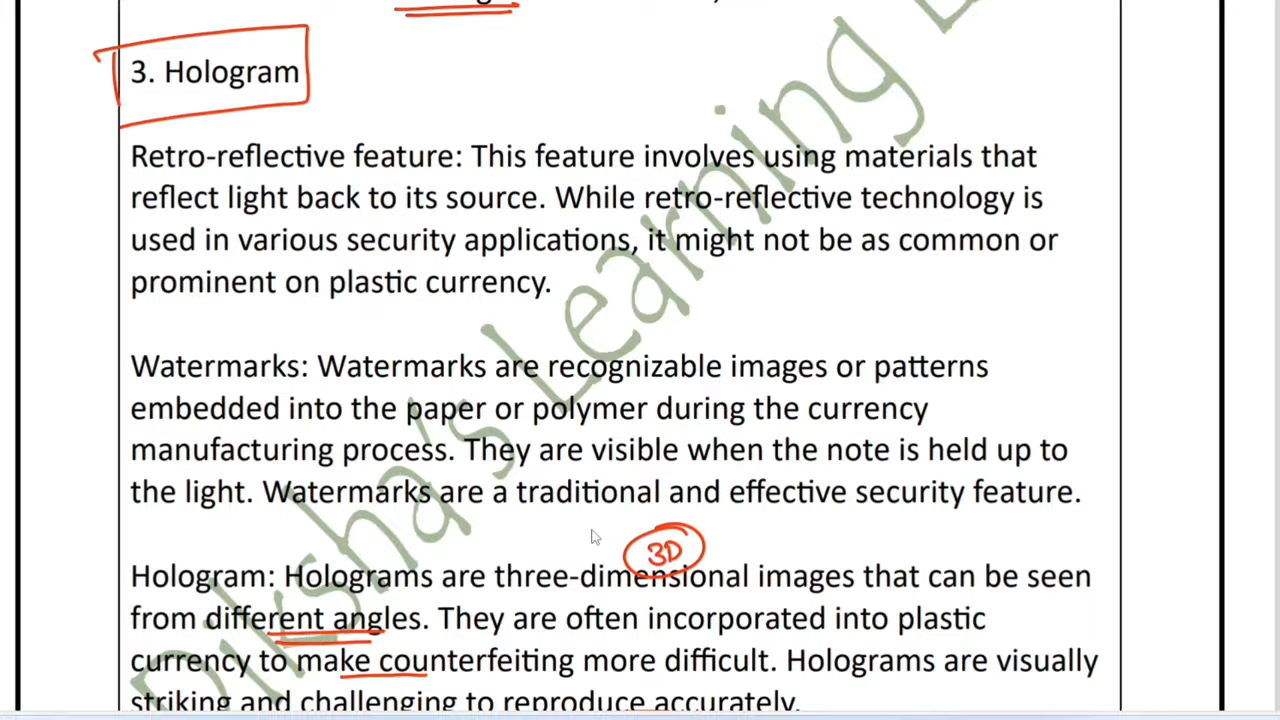 3. Hologram
Retro-reflective feature: This feature involves using materials that
reflect light back to its source. While retro-reflective technology is
used in various security applications, it might not be as common or
prominent on plastic currency.
Watermarks: Watermarks are recognizable images or patterns
embedded into the paper or polymer during the currency
manufacturing process. They are visible when the note is held up to
the light. Watermarks are a traditional and effective security feature.
3D
Hologram: Holograms are three-dimensional images that can be seen
from different angles. They are often incorporated into plastic
currency to make counterfeiting more difficult. Holograms are visually
striking and challenging to reproduce accurately.
Diksha's Learning